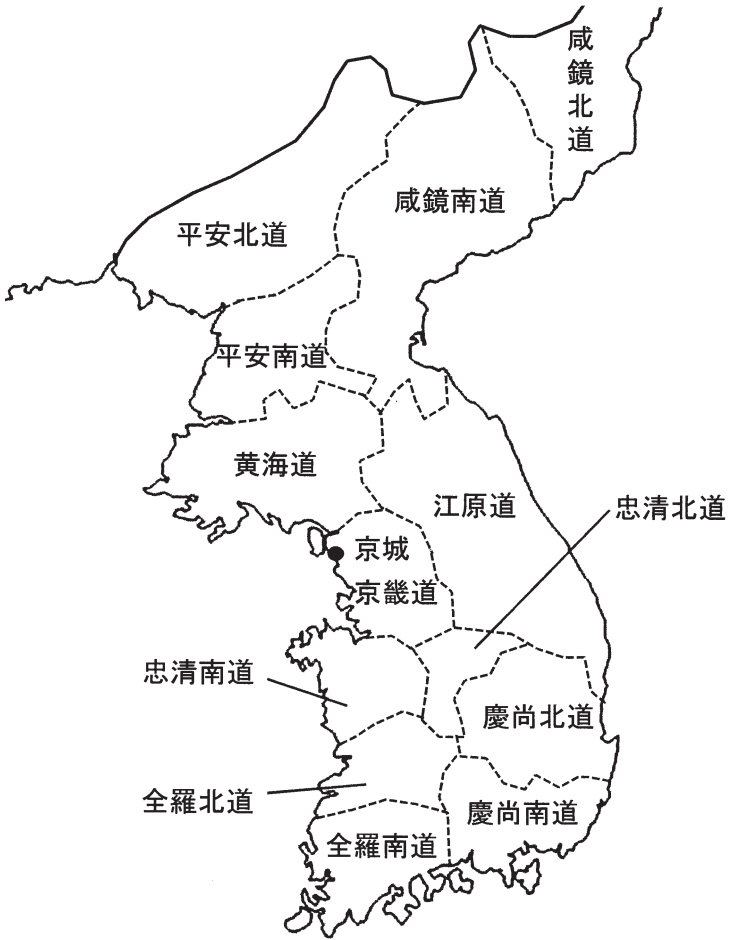 咸鏡北道
咸鏡南道
平安北道
平安南道
黄海道
江原道
忠清北道
京城
京畿道
忠清南道
慶尚北道
全羅北道
慶尚南道
全羅南道